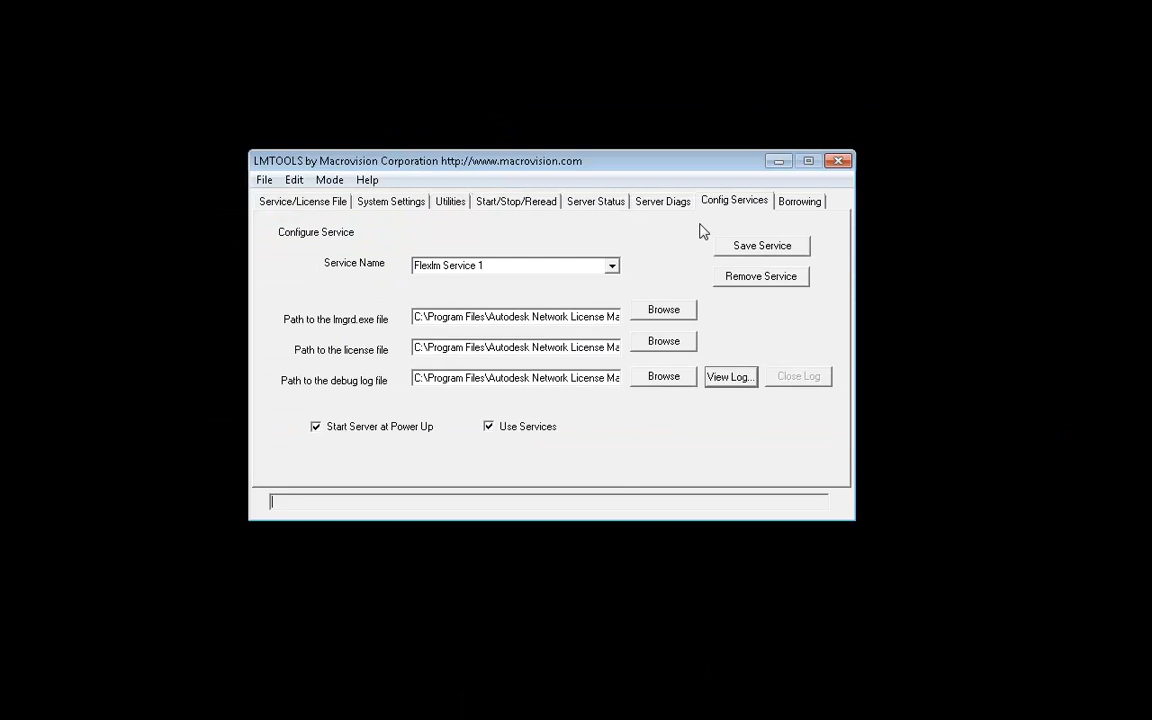 LMTOOLS by Macrovision Corporation http://www.macrovision.com
File Edit Mode Help
Service/License File System Settings Utilities Start/Stop/Reread Server Status Server Diags Config Services Borrowing
Configure Service
Save Service
Service Name Flexlm Service 1
Remove Service
Path to the lmgrd.exe file C:\Program Files\Autodesk Network License Ma Browse
Path to the license file C:\Program Files\Autodesk Network License Ma Browse
Path to the debug log file C:\Program Files\Autodesk Network License Ma Browse View Log... Close Log
Start Server at Power Up Use Services